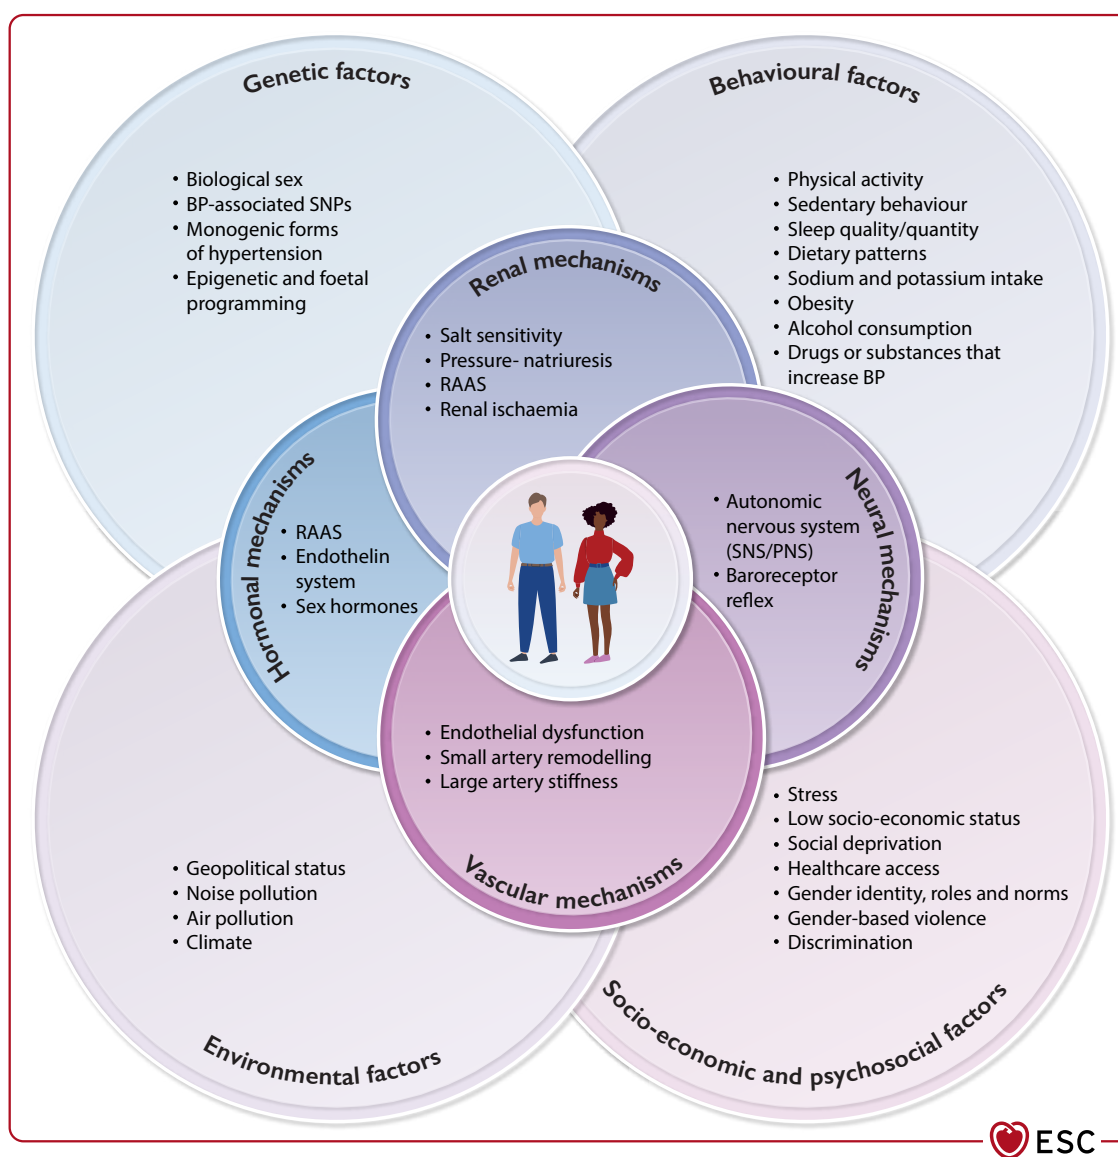 Genetic factors
• Biological sex
• BP-associated SNPs
• Monogenic forms
of hypertension
• Epigenetic and foetal
programming
Behavioural factors
• Physical activity
• Sedentary behaviour
• Sleep quality/quantity
• Dietary patterns
• Sodium and potassium intake
• Obesity
• Alcohol consumption
• Drugs or substances that
increase BP
Renal mechanisms
• Salt sensitivity
• Pressure- natriuresis
• RAAS
• Renal ischaemia
Hormonal mechanisms
• RAAS
• Endothelin
system
• Sex hormones
Neural mechanisms
• Autonomic
nervous system
(SNS/PNS)
• Baroreceptor
reflex
• Endothelial dysfunction
• Small artery remodelling
• Large artery stiffness
Vascular mechanisms
• Geopolitical status
• Noise pollution
• Air pollution
• Climate
Environmental factors
• Stress
• Low socio-economic status
• Social deprivation
• Healthcare access
• Gender identity, roles and norms
• Gender-based violence
• Discrimination
Socio-economic and psychosocial factors
ESC